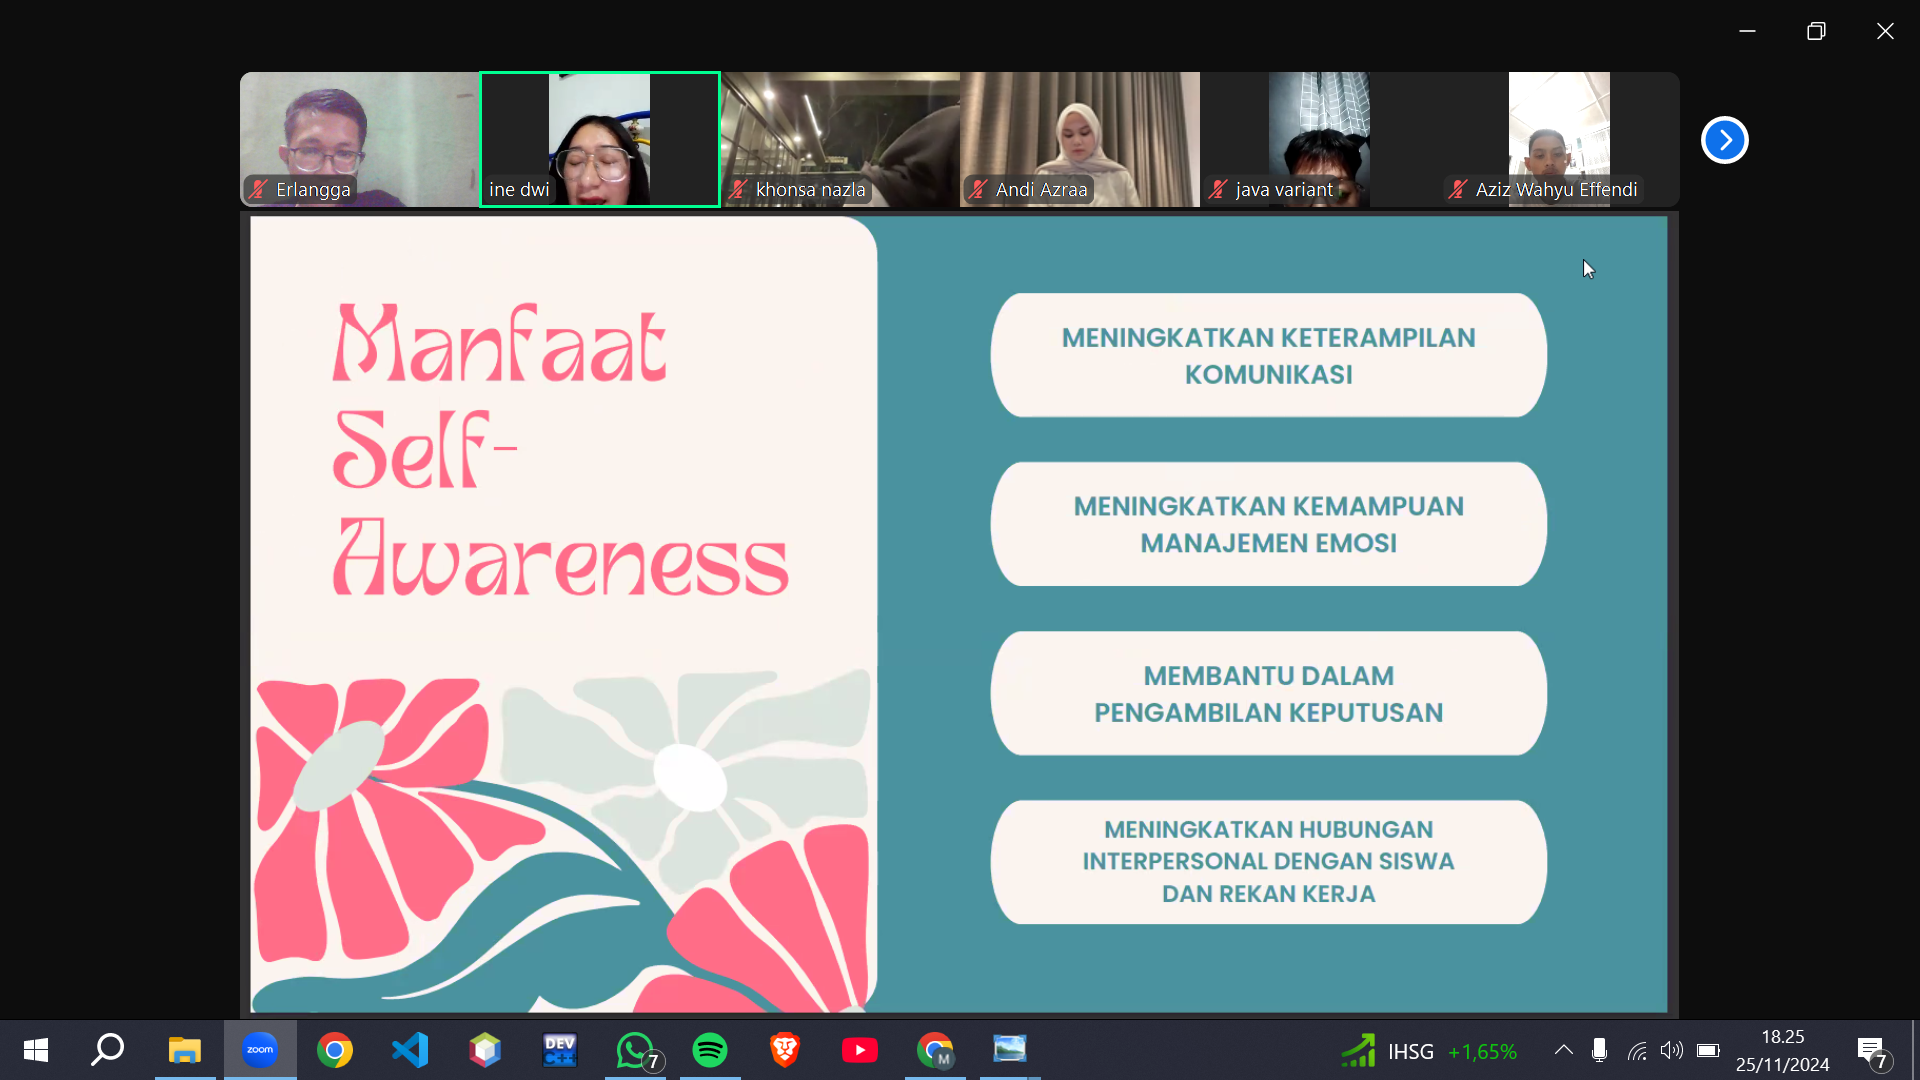 Erlangga
ine dwi
khonsa nazla
Andi Azraa
java variant
Aziz Wahyu Effendi
Manfaat
Self-
Awareness
MENINGKATKAN KETERAMPILAN
KOMUNIKASI
MENINGKATKAN KEMAMPUAN
MANAJEMEN EMOSI
MEMBANTU DALAM
PENGAMBILAN KEPUTUSAN
MENINGKATKAN HUBUNGAN
INTERPERSONAL DENGAN SISWA
DAN REKAN KERJA
zoom
DEV
C++
7
M
IHSG +1,65%
18.25
25/11/2024
7